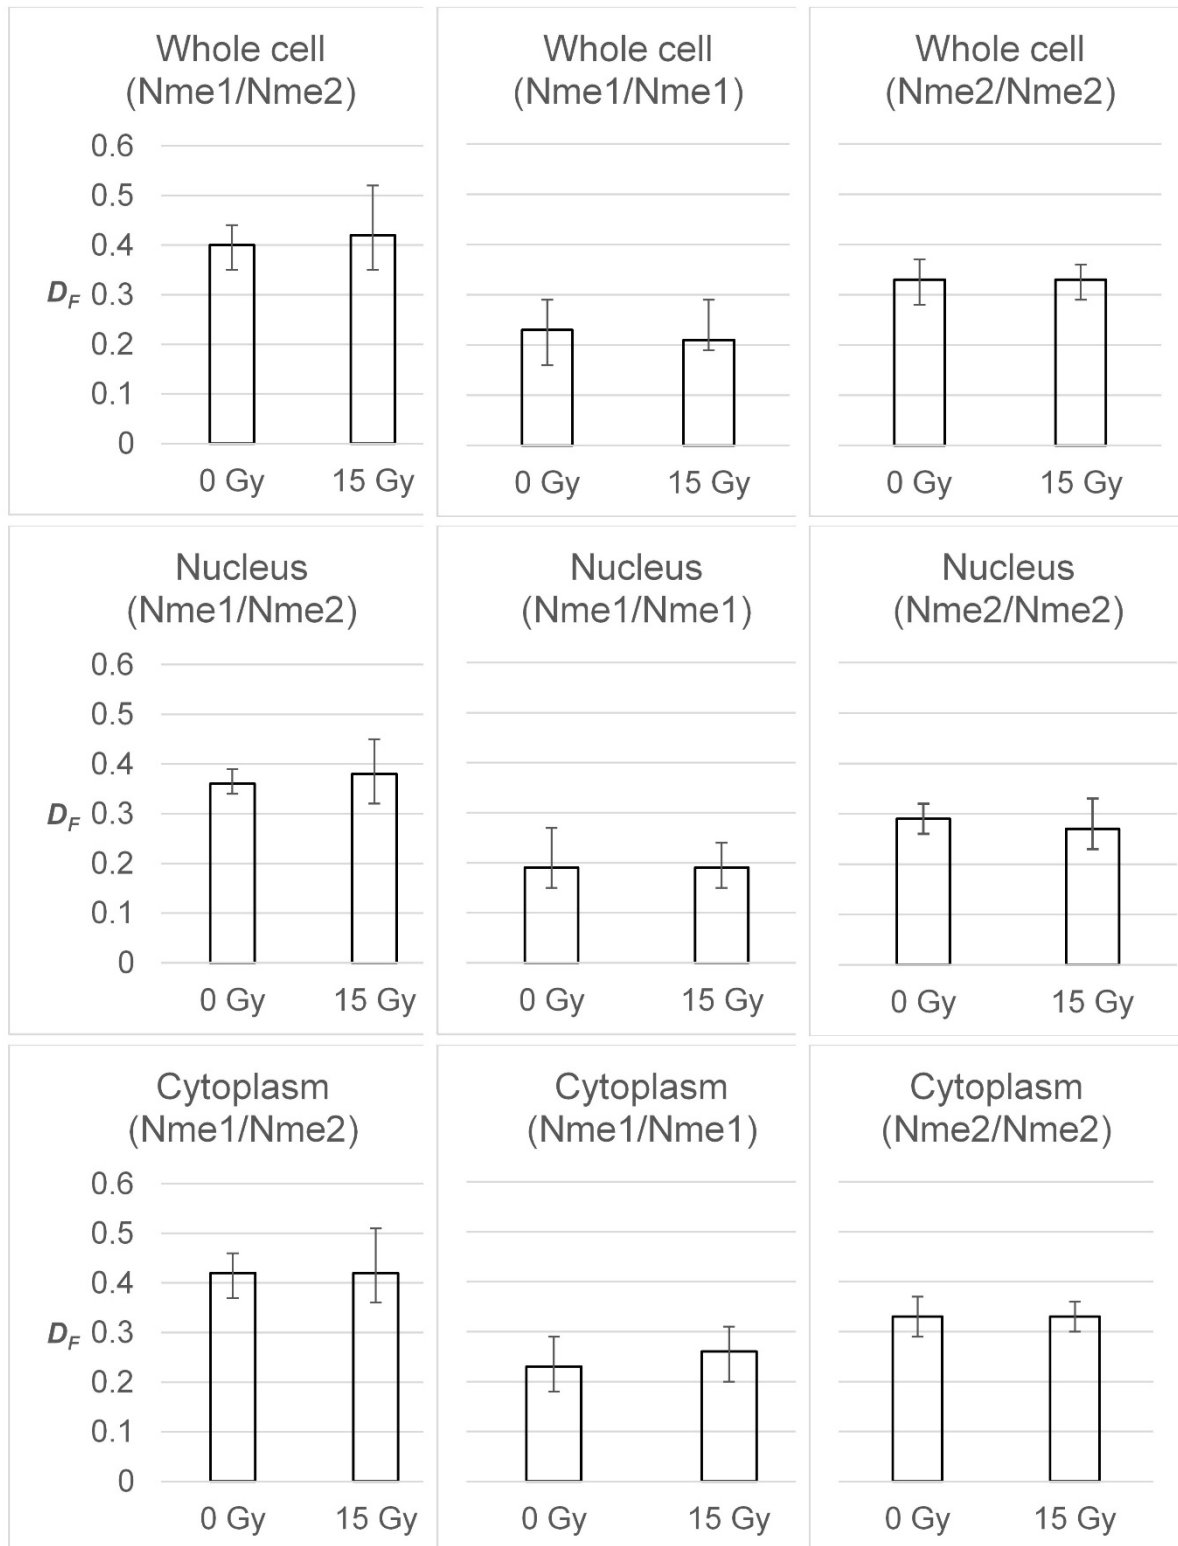 Whole cell
(Nme1/Nme2)
0.6
0.5
0.4
D_F 0.3
0.2
0.1
0
0 Gy 15 Gy
Whole cell
(Nme1/Nme1)
0 Gy 15 Gy
Whole cell
(Nme2/Nme2)
0 Gy 15 Gy
Nucleus
(Nme1/Nme2)
0.6
0.5
0.4
D_F 0.3
0.2
0.1
0
0 Gy 15 Gy
Nucleus
(Nme1/Nme1)
0 Gy 15 Gy
Nucleus
(Nme2/Nme2)
0 Gy 15 Gy
Cytoplasm
(Nme1/Nme2)
0.6
0.5
0.4
D_F 0.3
0.2
0.1
0
0 Gy 15 Gy
Cytoplasm
(Nme1/Nme1)
0 Gy 15 Gy
Cytoplasm
(Nme2/Nme2)
0 Gy 15 Gy